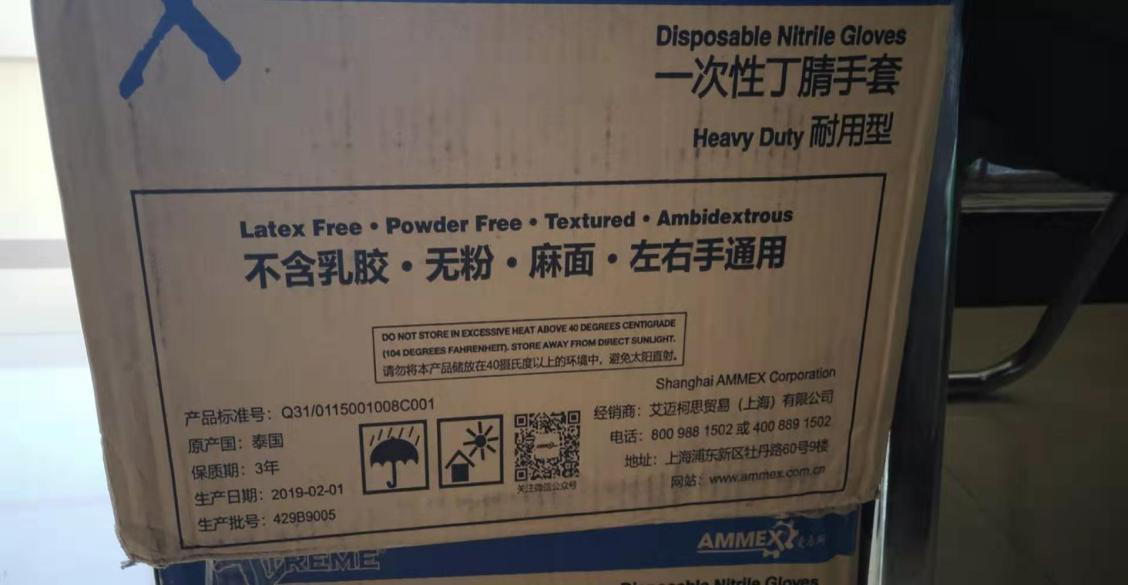 Disposable Nitrile Gloves
一次性丁腈手套
Heavy Duty 耐用型
Latex Free • Powder Free • Textured • Ambidextrous
不含乳胶・无粉・麻面・左右手通用
DO NOT STORE IN EXCESSIVE HEAT ABOVE 40 DEGREES CENTIGRADE
(104 DEGREES FAHRENHEIT). STORE AWAY FROM DIRECT SUNLIGHT.
请勿将本产品储放在40摄氏度以上的环境中，避免太阳直射。
产品标准号：Q31/0115001008C001
原产国：泰国
保质期：3年
生产日期：2019-02-01
生产批号：429B9005
关注微信公众号
Shanghai AMMEX Corporation
经销商：艾迈柯思贸易（上海）有限公司
电话：800 988 1502 或 400 889 1502
地址：上海浦东新区牡丹路60号9楼
网站：www.ammex.com.cn
AMMEX
Disposable Nitrile Gloves